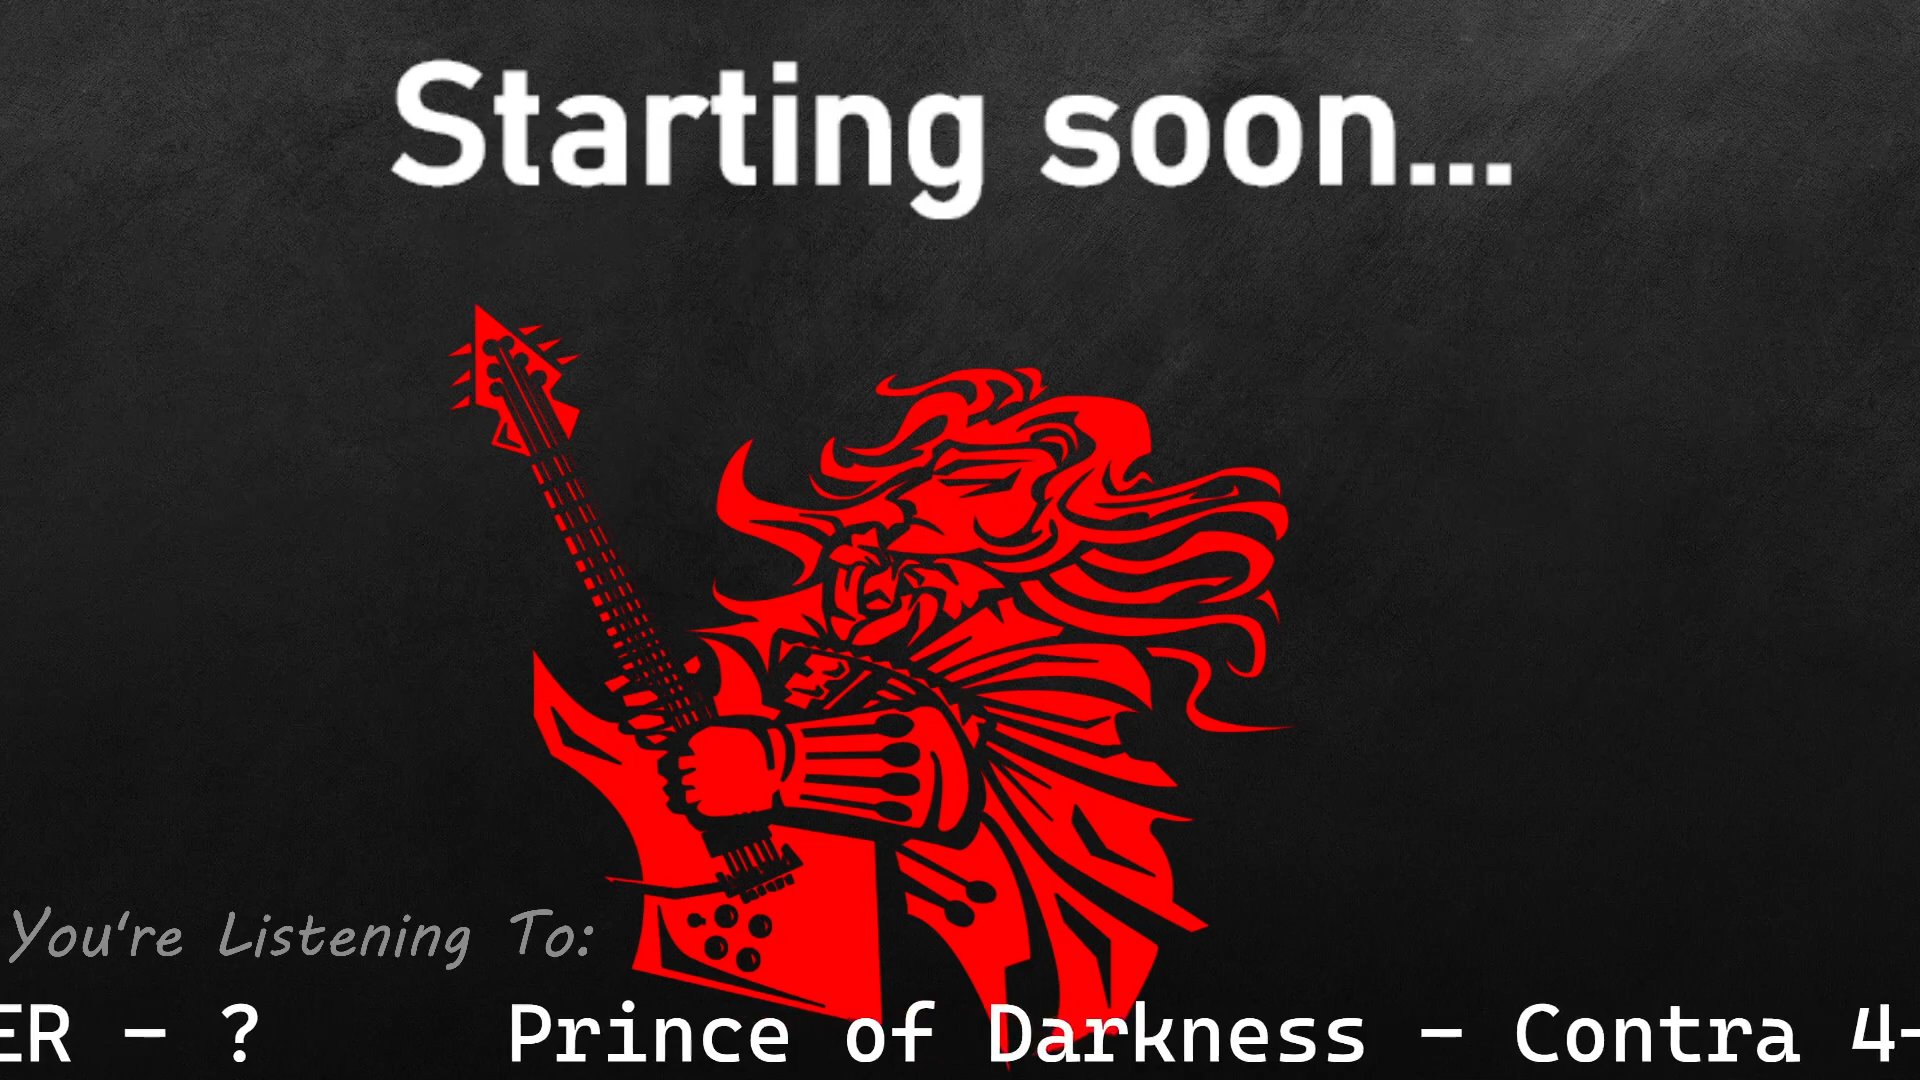 Starting soon...
You're Listening To:
ER – ? Prince of Darkness – Contra 4-